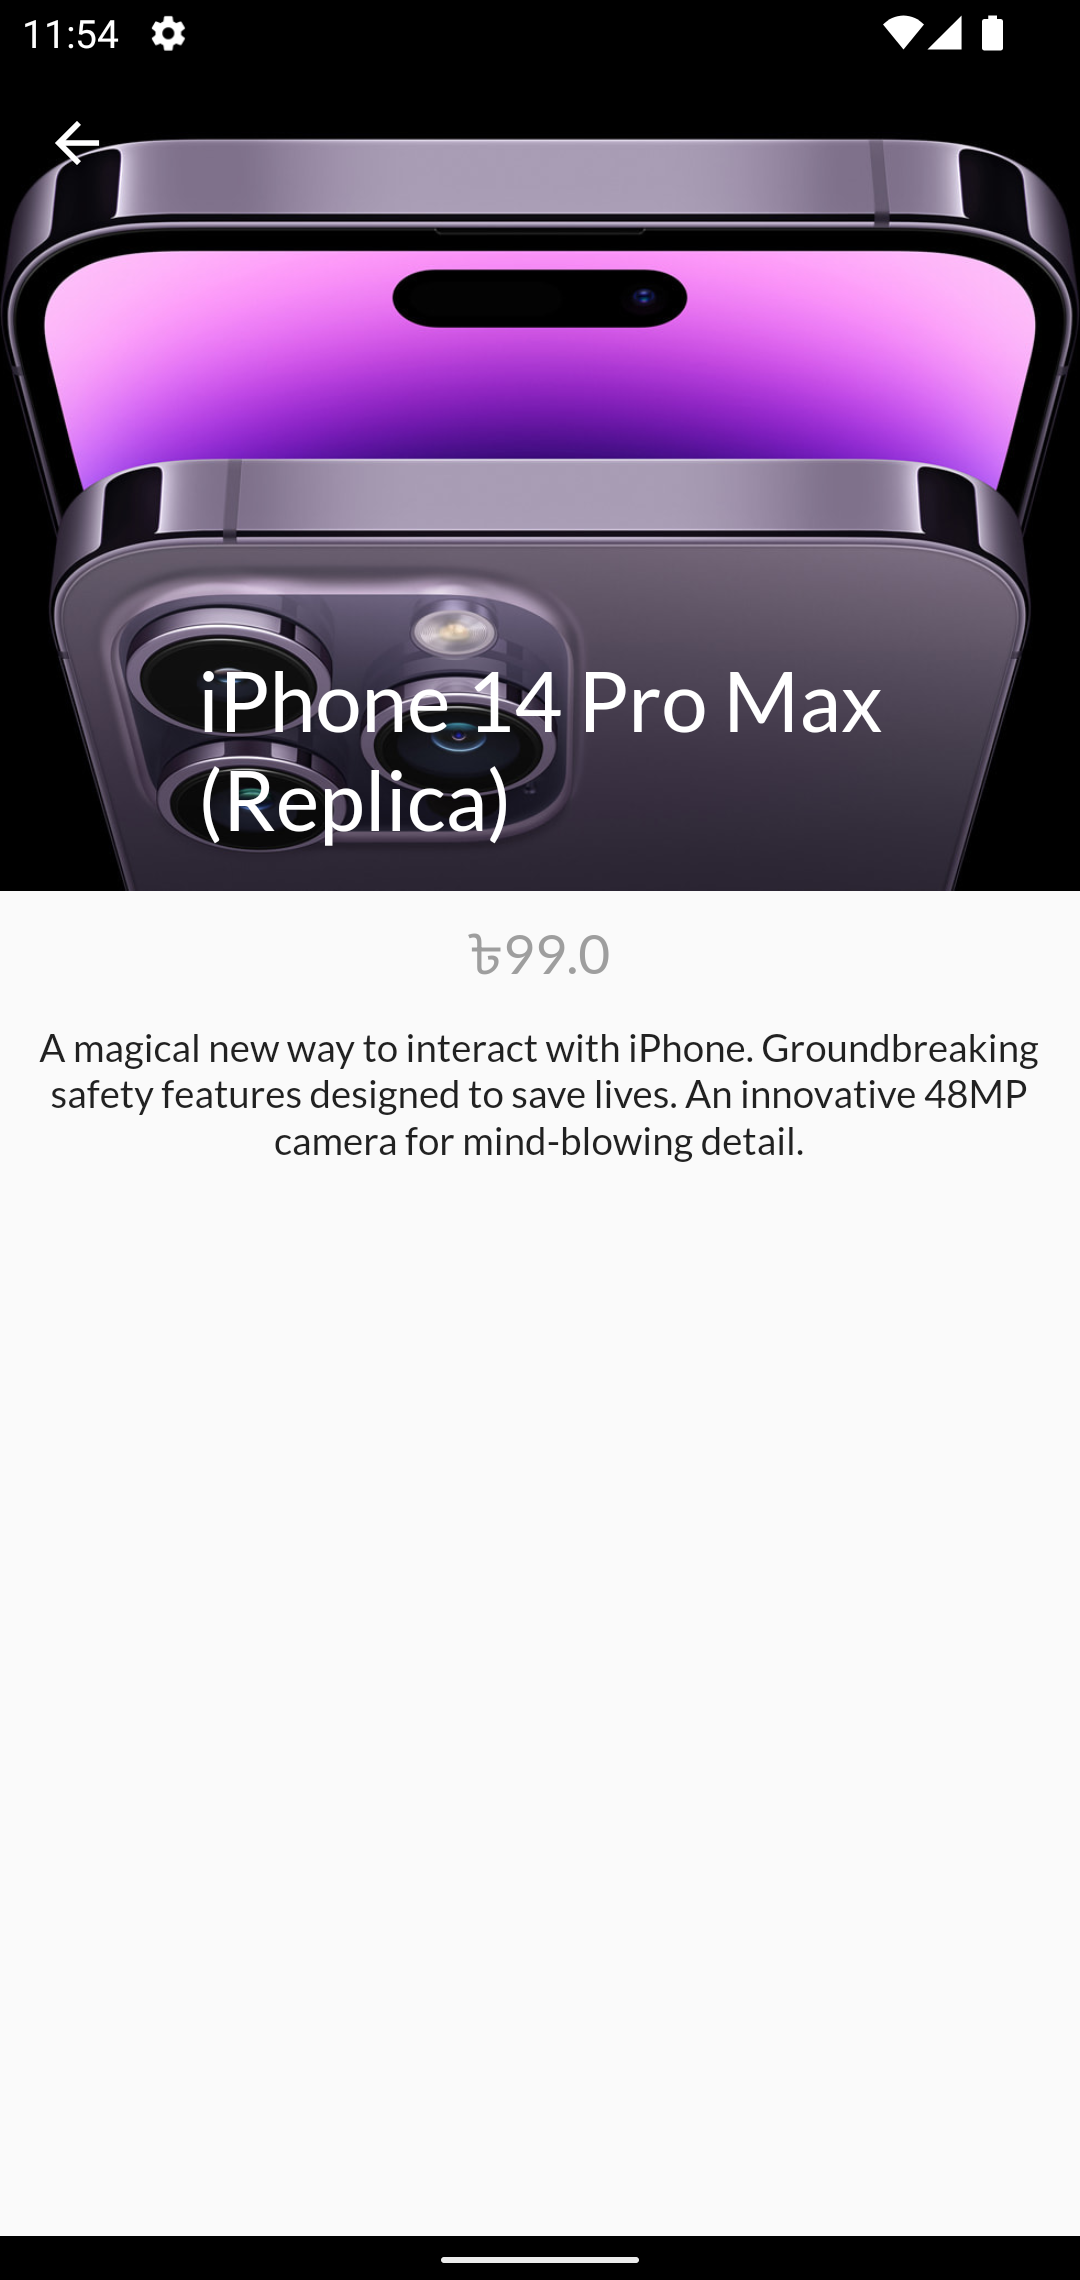 11:54
iPhone 14 Pro Max
(Replica)
৳99.0
A magical new way to interact with iPhone. Groundbreaking
safety features designed to save lives. An innovative 48MP
camera for mind-blowing detail.